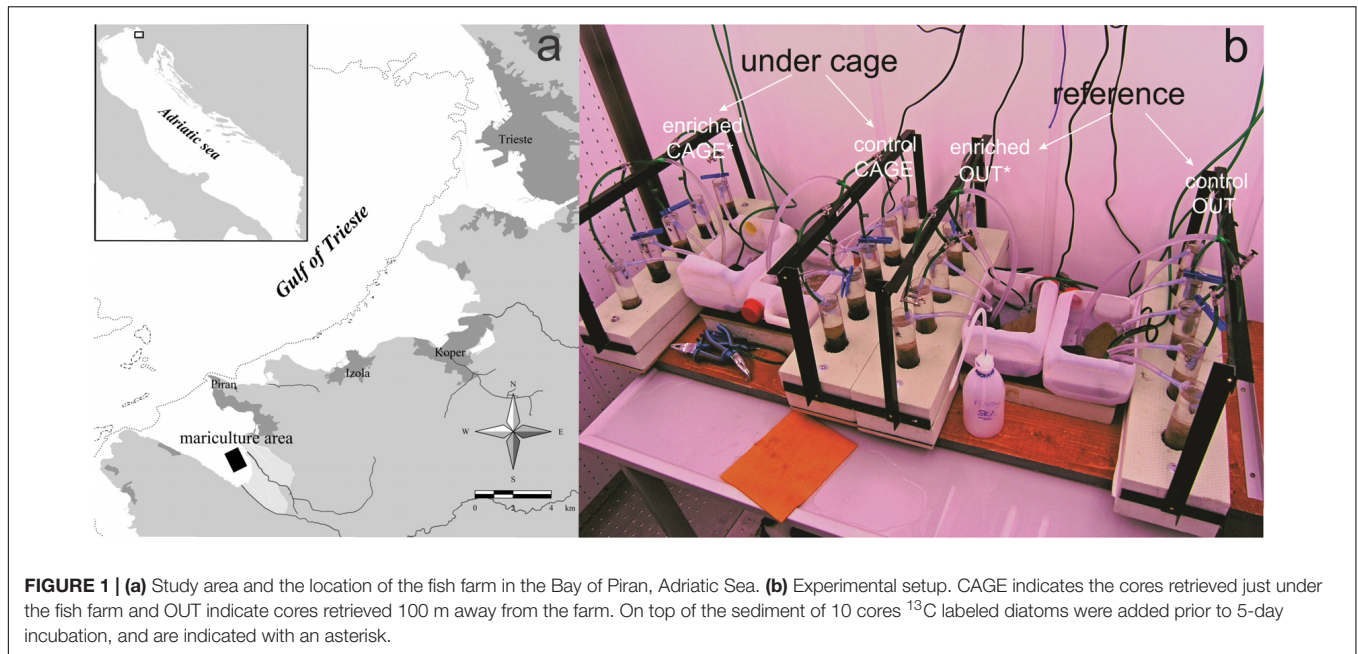 a
Adriatic sea
Trieste
Gulf of Trieste
Koper
Izola
Piran
mariculture area
N
W E
S
0 2 4 km
b
under cage
reference
enriched
CAGE*
control
CAGE
enriched
OUT*
control
OUT
FIGURE 1 | (a) Study area and the location of the fish farm in the Bay of Piran, Adriatic Sea. (b) Experimental setup. CAGE indicates the cores retrieved just under
the fish farm and OUT indicate cores retrieved 100 m away from the farm. On top of the sediment of 10 cores ¹³C labeled diatoms were added prior to 5-day
incubation, and are indicated with an asterisk.